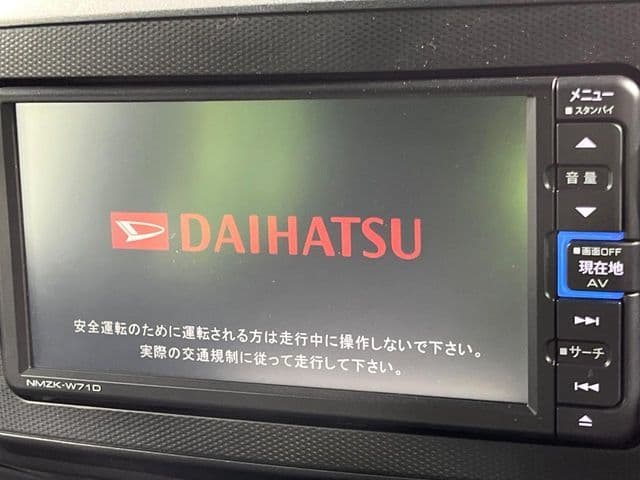 DAIHATSU
安全運転のために運転される方は走行中に操作しないで下さい。
実際の交通規制に従って走行して下さい。
NMZK-W71D
メニュー
スタンバイ
音量
画面OFF
現在地
AV
サーチ